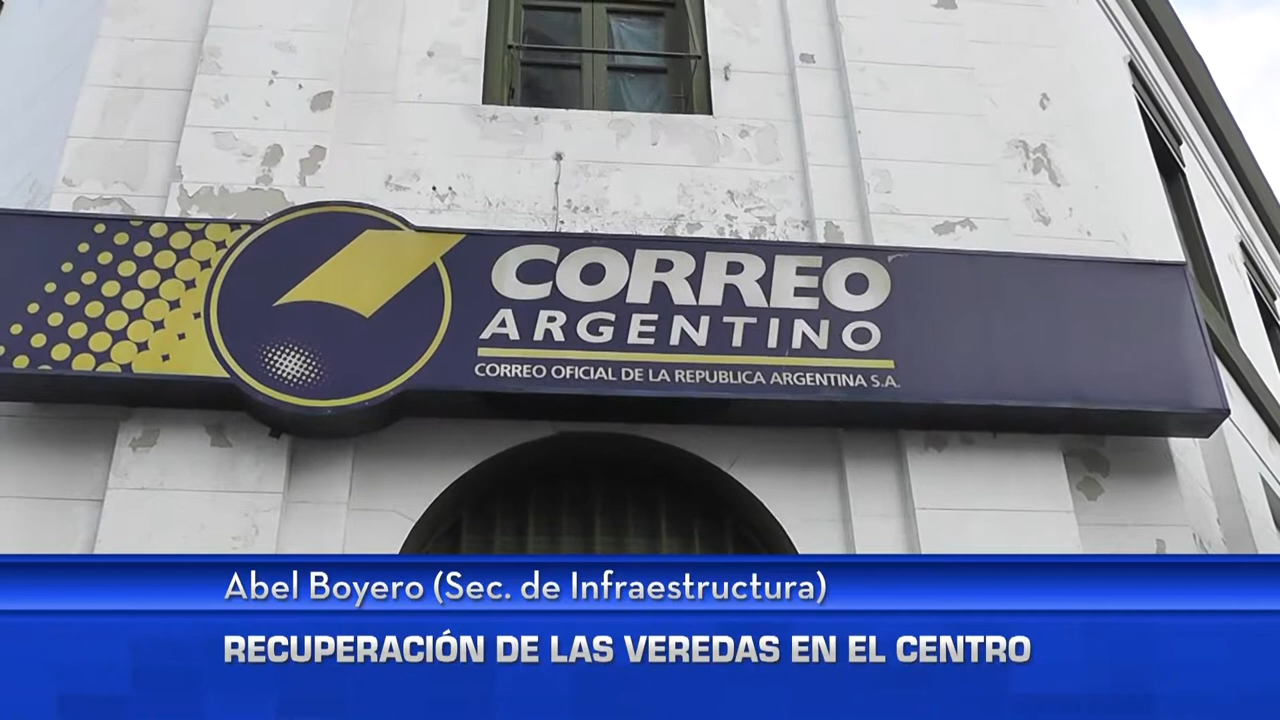 CORREO
ARGENTINO
CORREO OFICIAL DE LA REPUBLICA ARGENTINA S.A.
Abel Boyero (Sec. de Infraestructura)
RECUPERACIÓN DE LAS VEREDAS EN EL CENTRO